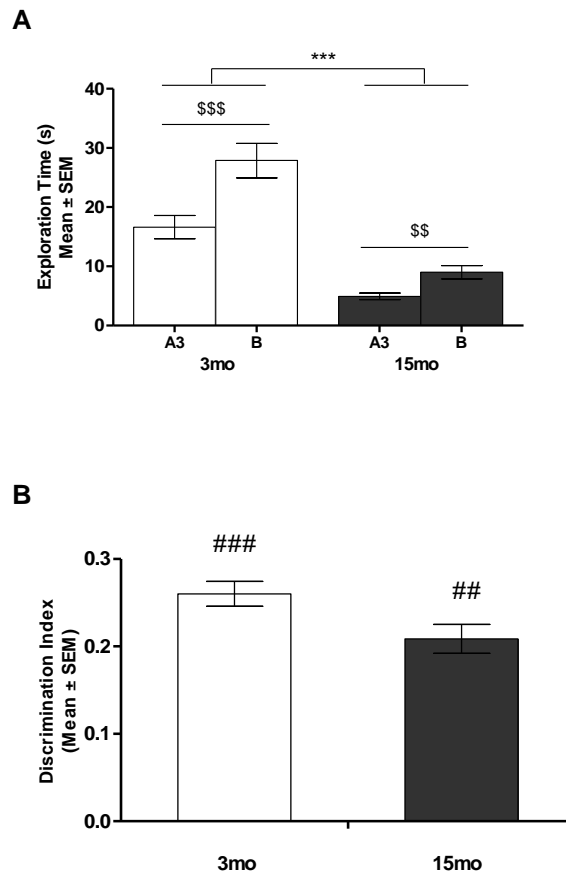 A
***
40
$$$
30
20
$$
10
0
Exploration Time (s)
Mean ± SEM
A3 B A3 B
3mo 15mo
B
0.3
###
##
0.2
0.1
0.0
Discrimination Index
(Mean ± SEM)
3mo 15mo